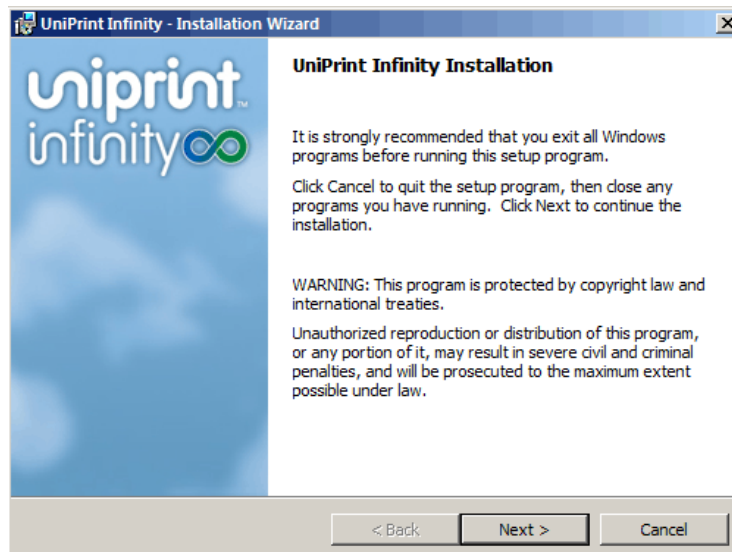 UniPrint Infinity - Installation Wizard
uniprint™
infinity
UniPrint Infinity Installation
It is strongly recommended that you exit all Windows
programs before running this setup program.
Click Cancel to quit the setup program, then close any
programs you have running.  Click Next to continue the
installation.
WARNING: This program is protected by copyright law and
international treaties.
Unauthorized reproduction or distribution of this program,
or any portion of it, may result in severe civil and criminal
penalties, and will be prosecuted to the maximum extent
possible under law.
< Back
Next >
Cancel